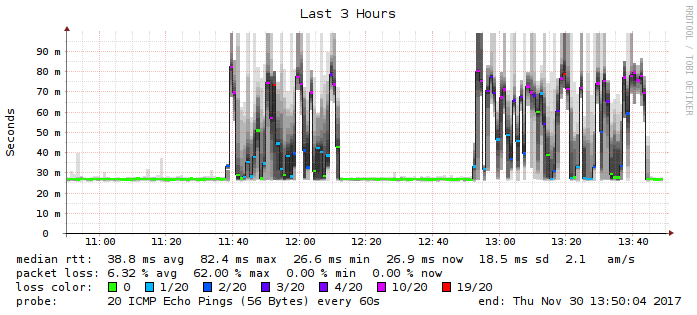 Last 3 Hours
RRDTOOL / TOBI OETIKER
Seconds
90 m
80 m
70 m
60 m
50 m
40 m
30 m
20 m
10 m
0
11:00 11:20 11:40 12:00 12:20 12:40 13:00 13:20 13:40
median rtt: 38.8 ms avg 82.4 ms max 26.6 ms min 26.9 ms now 18.5 ms sd 2.1 am/s
packet loss: 6.32 % avg 62.00 % max 0.00 % min 0.00 % now
loss color: 0 1/20 2/20 3/20 4/20 10/20 19/20
probe: 20 ICMP Echo Pings (56 Bytes) every 60s end: Thu Nov 30 13:50:04 2017